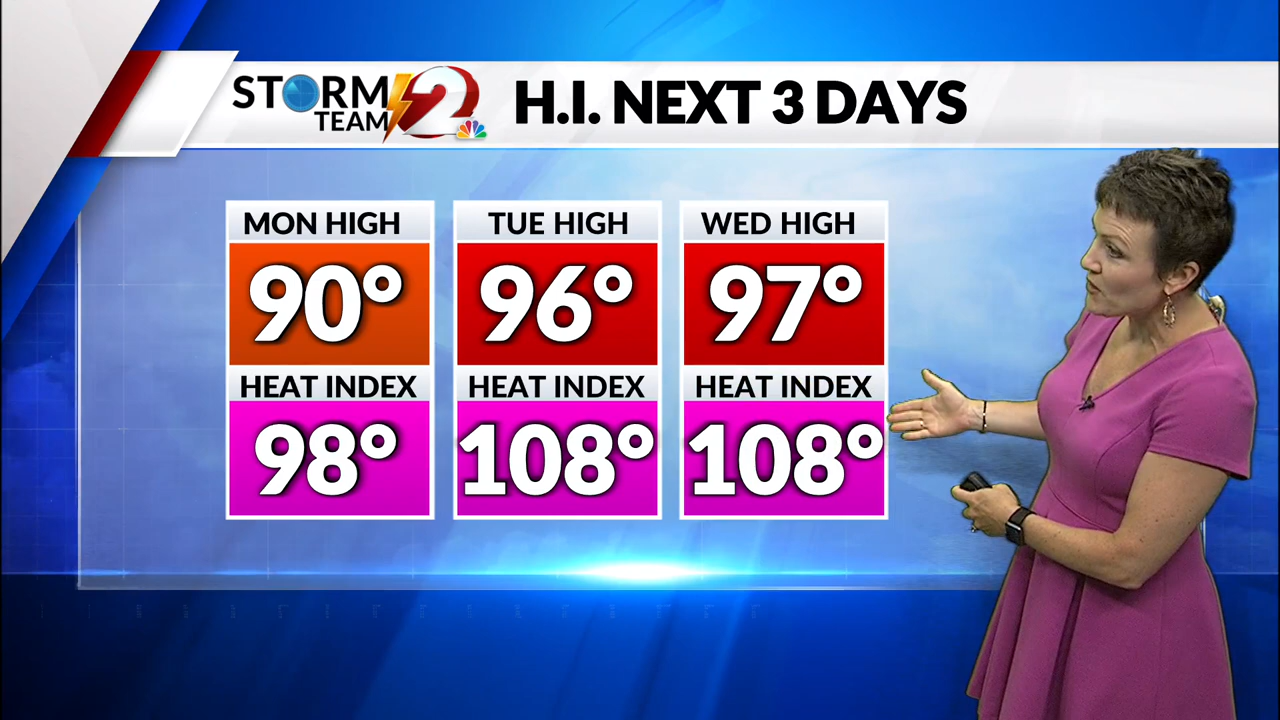 STORM
TEAM
2
H.I. NEXT 3 DAYS
MON HIGH
90°
HEAT INDEX
98°
TUE HIGH
96°
HEAT INDEX
108°
WED HIGH
97°
HEAT INDEX
108°